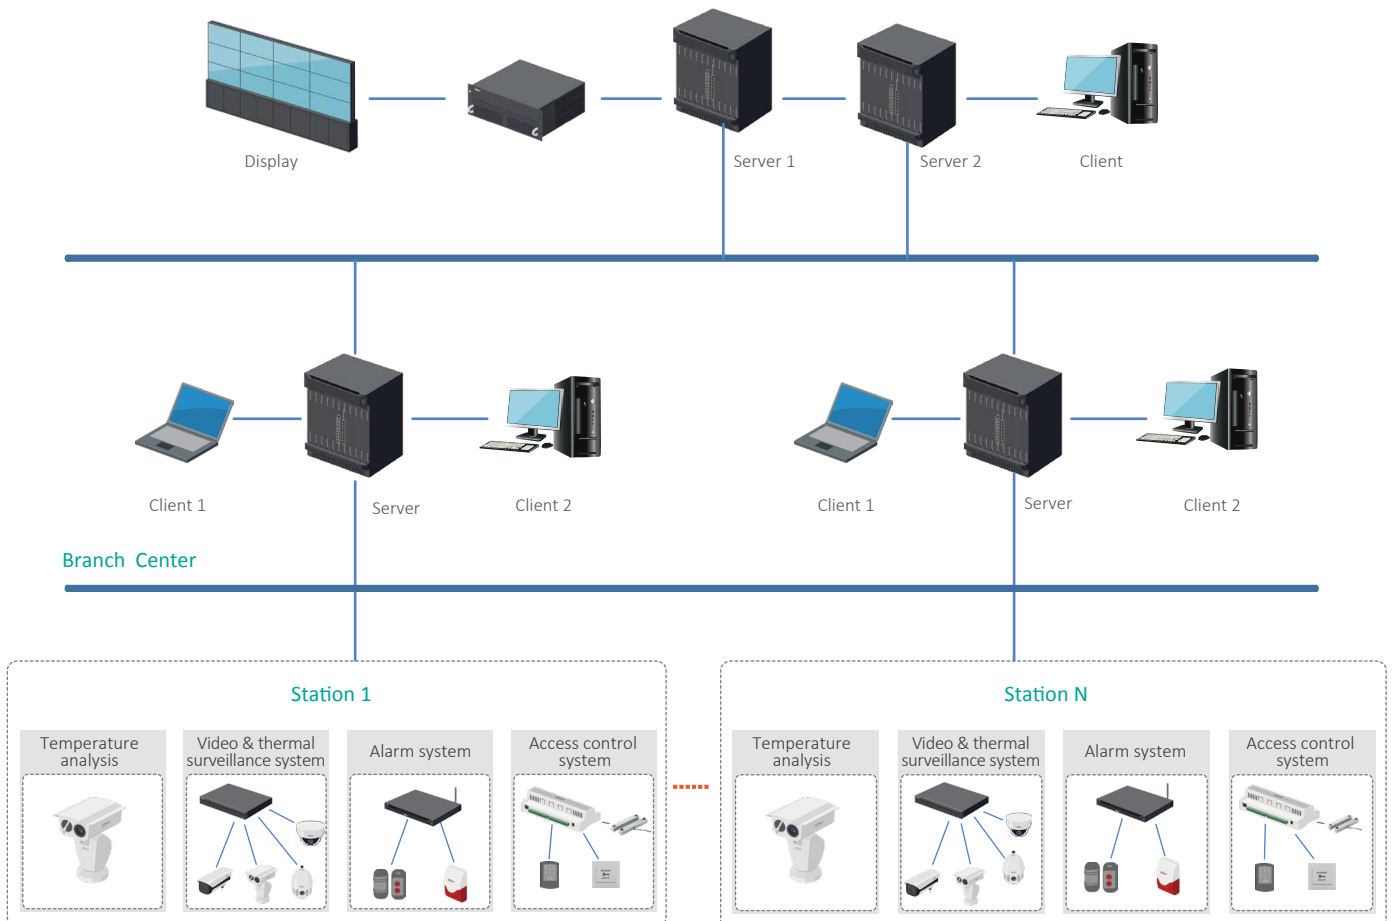 Display
Server 1
Server 2
Client
Client 1
Server
Client 2
Client 1
Server
Client 2
Branch Center
Station 1
Station N
Temperature
analysis
Video & thermal
surveillance system
Alarm system
Access control
system
Temperature
analysis
Video & thermal
surveillance system
Alarm system
Access control
system